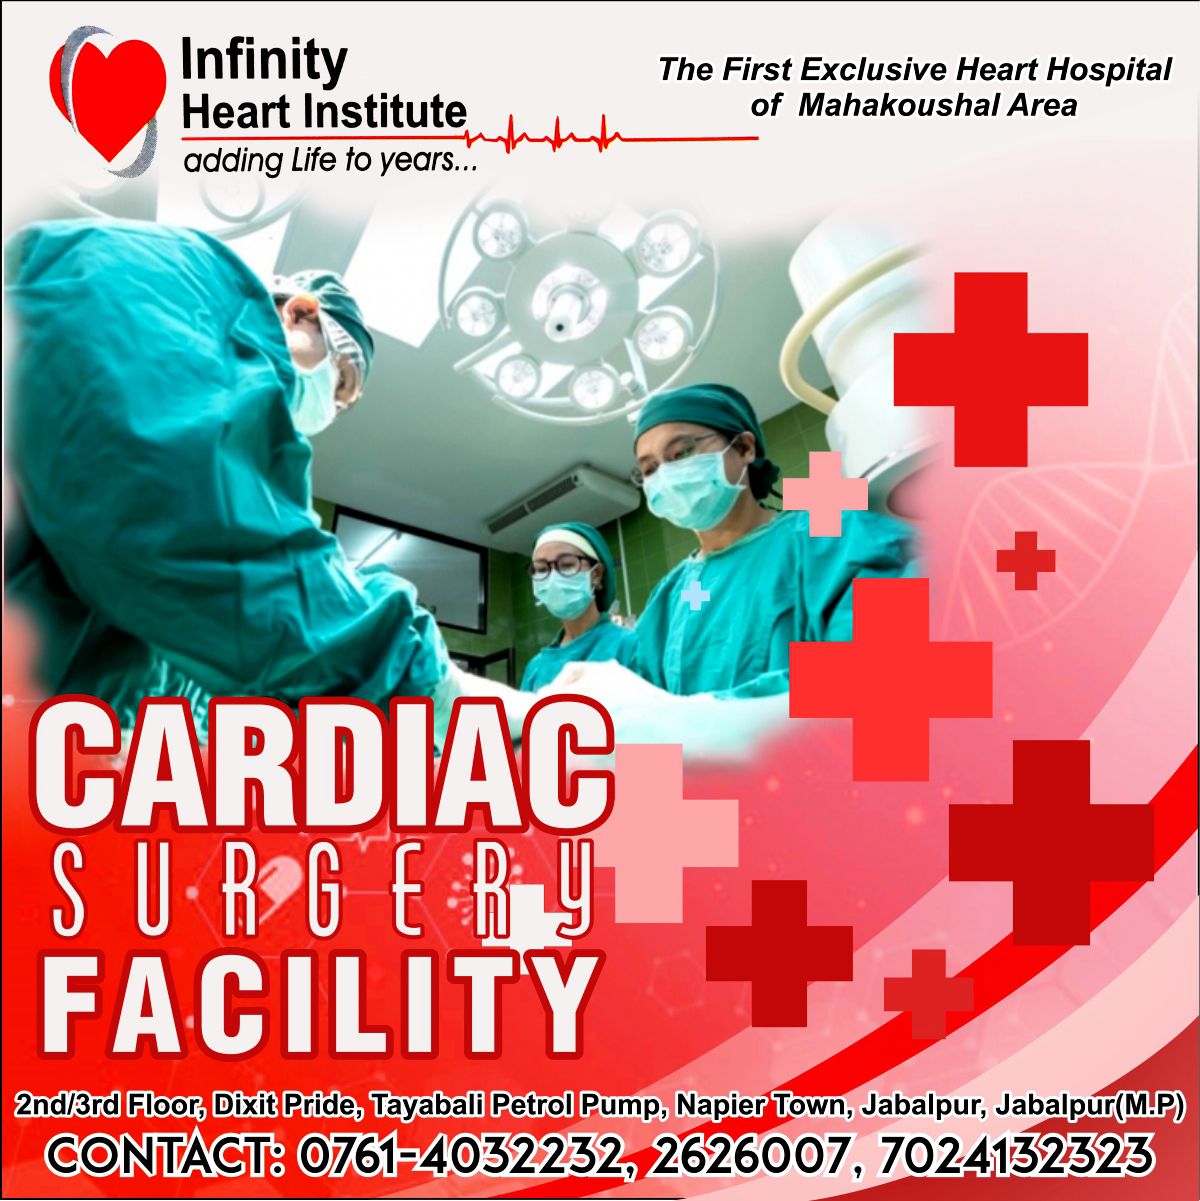 Infinity
Heart Institute
adding Life to years...
The First Exclusive Heart Hospital
of Mahakoushal Area
CARDIAC
SURGERY
FACILITY
2nd/3rd Floor, Dixit Pride, Tayabali Petrol Pump, Napier Town, Jabalpur, Jabalpur(M.P)
CONTACT: 0761-4032232, 2626007, 7024132323